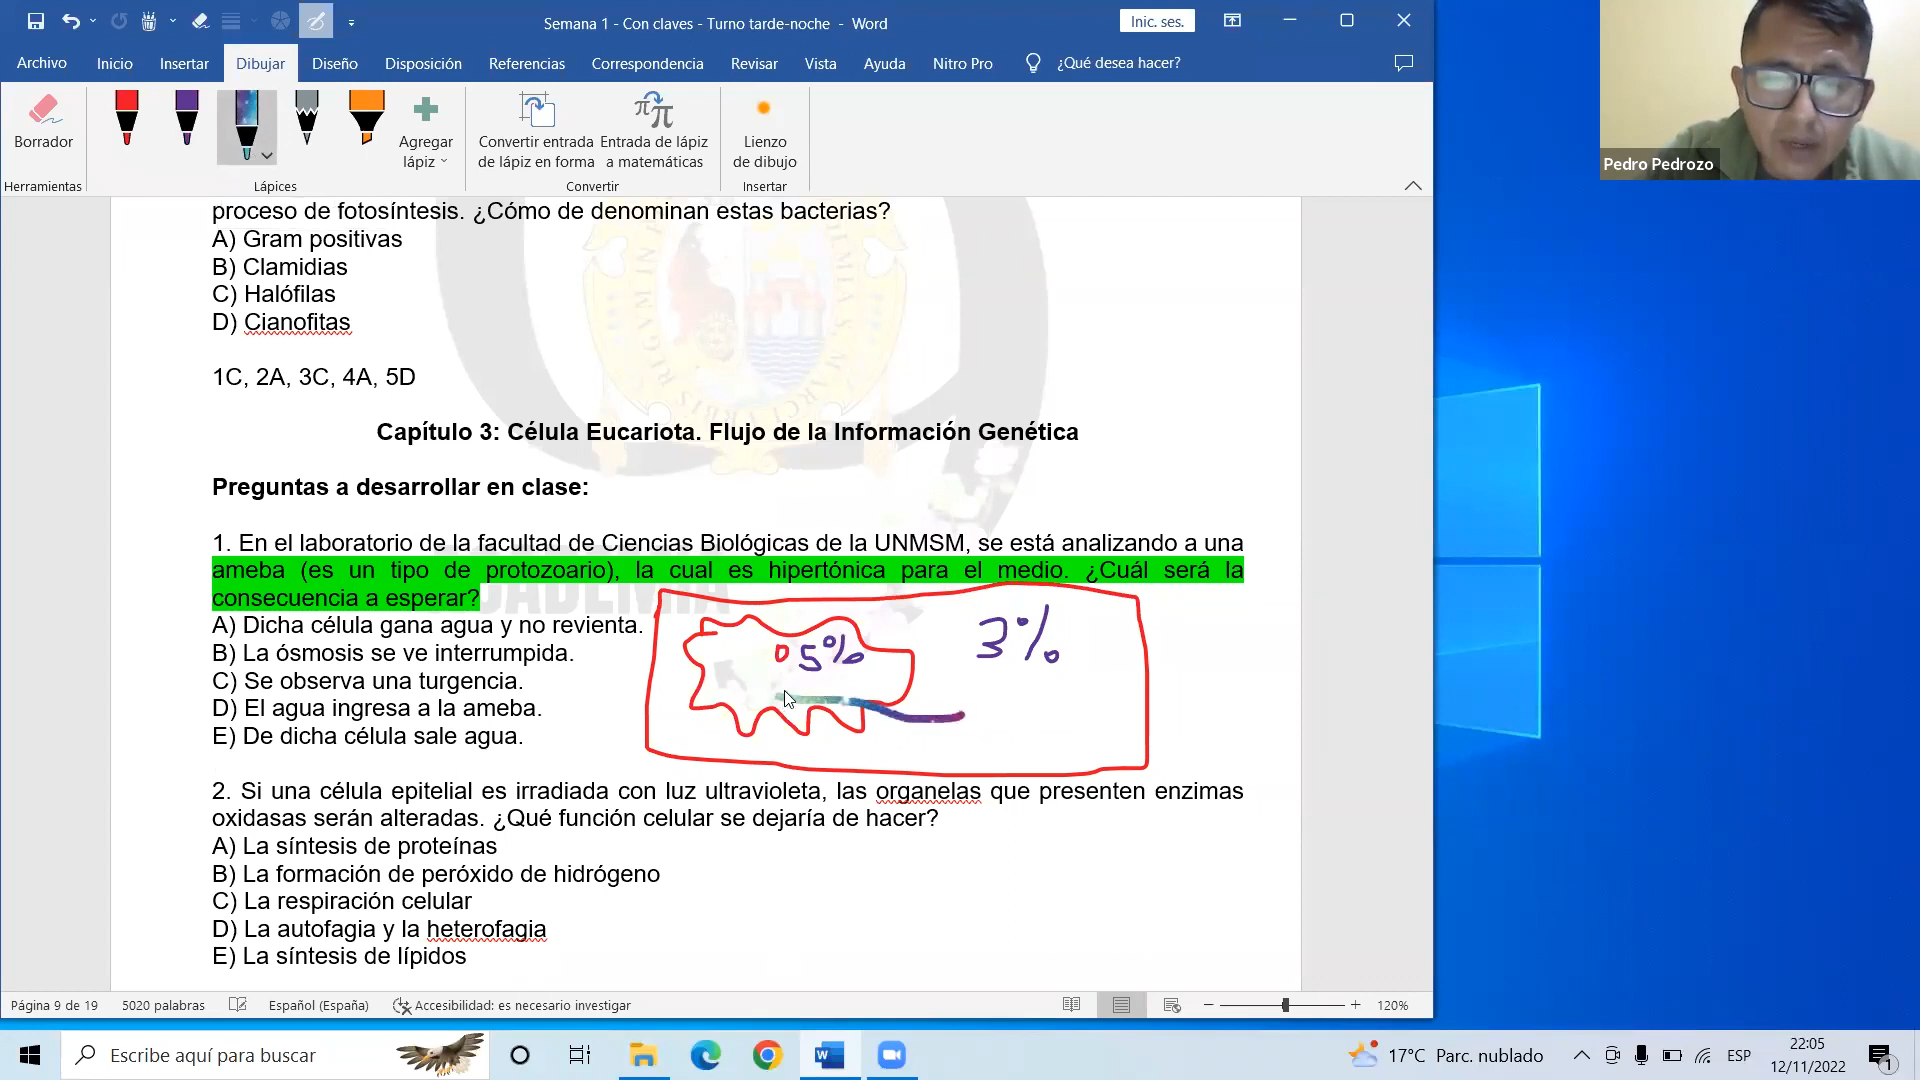 Semana 1 - Con claves - Turno tarde-noche - Word
Inic. ses.
Archivo Inicio Insertar Dibujar Diseño Disposición Referencias Correspondencia Revisar Vista Ayuda Nitro Pro ¿Qué desea hacer?
Borrador
Agregar lápiz
Convertir entrada de lápiz en forma
Entrada de lápiz a matemáticas
Lienzo de dibujo
Herramientas
Lápices
Convertir
Insertar
Pedro Pedrozo
proceso de fotosíntesis. ¿Cómo de denominan estas bacterias?
A) Gram positivas
B) Clamidias
C) Halófilas
D) Cianofitas
1C, 2A, 3C, 4A, 5D
Capítulo 3: Célula Eucariota. Flujo de la Información Genética
Preguntas a desarrollar en clase:
1. En el laboratorio de la facultad de Ciencias Biológicas de la UNMSM, se está analizando a una
ameba (es un tipo de protozoario), la cual es hipertónica para el medio. ¿Cuál será la
consecuencia a esperar?
A) Dicha célula gana agua y no revienta.
B) La ósmosis se ve interrumpida.
C) Se observa una turgencia.
D) El agua ingresa a la ameba.
E) De dicha célula sale agua.
5%
3%
2. Si una célula epitelial es irradiada con luz ultravioleta, las organelas que presenten enzimas
oxidasas serán alteradas. ¿Qué función celular se dejaría de hacer?
A) La síntesis de proteínas
B) La formación de peróxido de hidrógeno
C) La respiración celular
D) La autofagia y la heterofagia
E) La síntesis de lípidos
Página 9 de 19 5020 palabras Español (España) Accesibilidad: es necesario investigar 120%
Escribe aquí para buscar
17°C Parc. nublado
ESP
22:05
12/11/2022
1